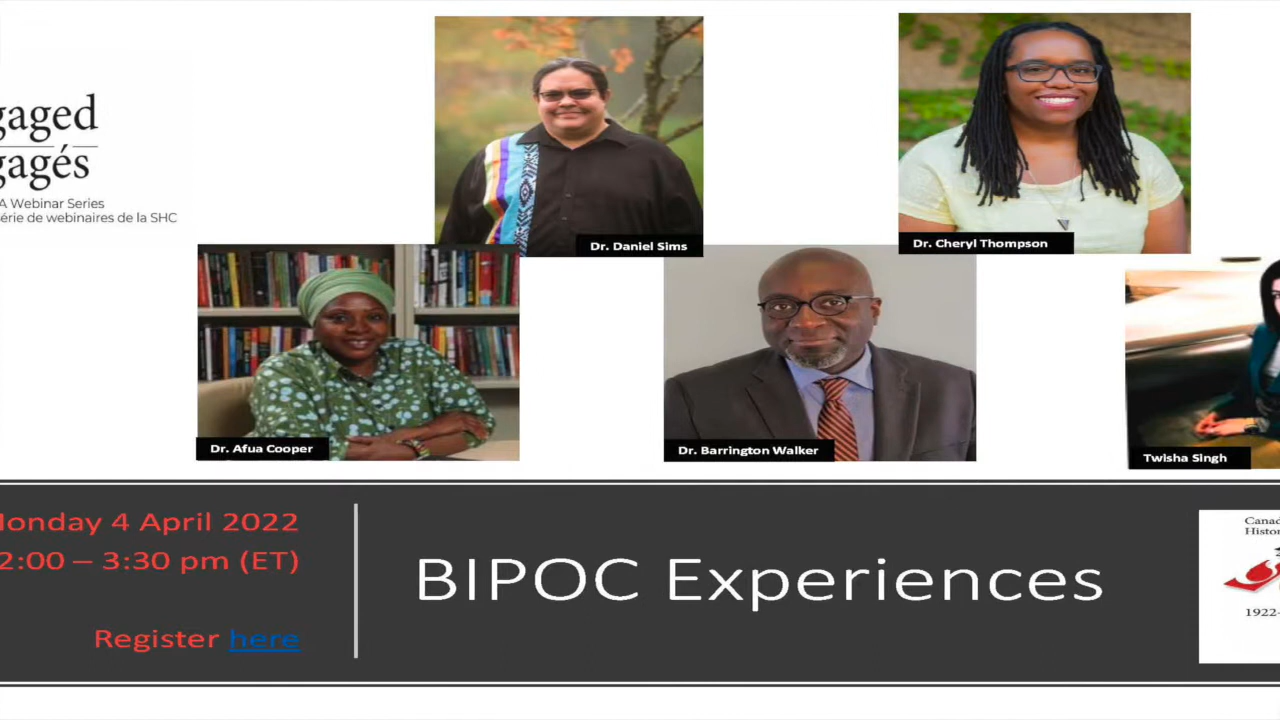 gaged
gagés
A Webinar Series
érie de webinaires de la SHC
Dr. Daniel Sims
Dr. Cheryl Thompson
Dr. Afua Cooper
Dr. Barrington Walker
Twisha Singh
onday 4 April 2022
2:00 – 3:30 pm (ET)
Register here
BIPOC Experiences
Canad
Histor
1922-